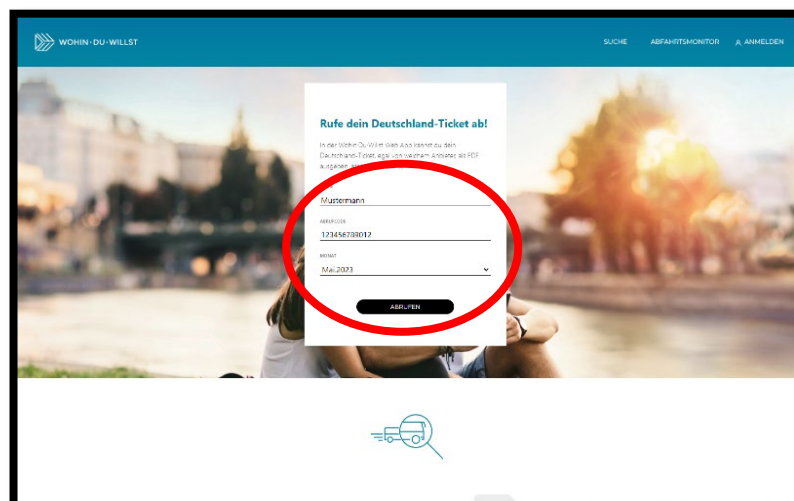 WOHIN·DU·WILLST
SUCHE ABFAHRTSMONITOR ANMELDEN
Rufe dein Deutschland-Ticket ab!
In der Wohin-Du-Willst Web App kannst du dein
Deutschland-Ticket, egal von welchem Anbieter, als PDF
ausgeben
Mustermann
ABRUFCODE
123456789012
MONAT
Mai.2023
ABRUFEN